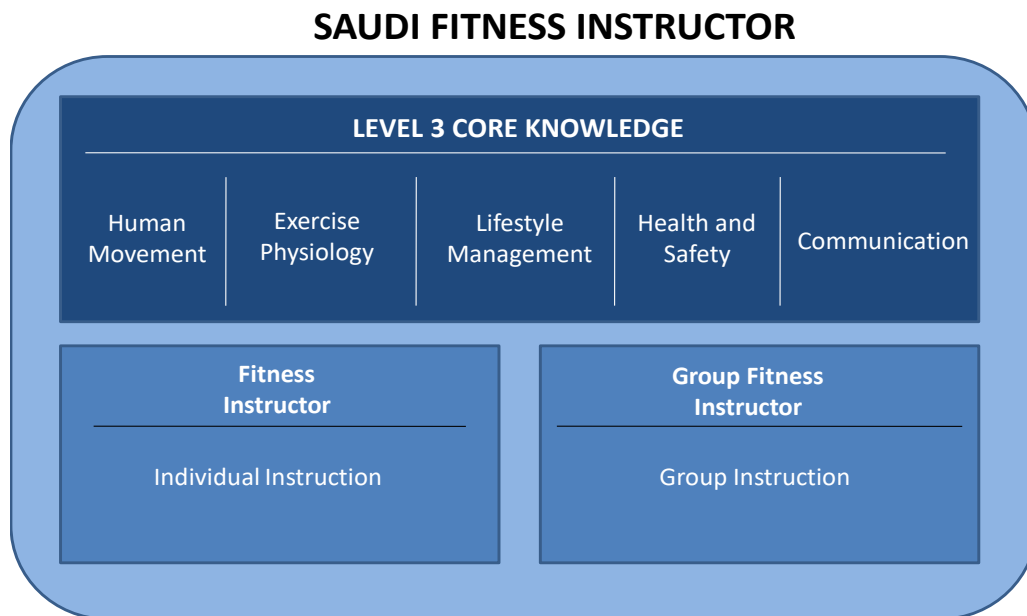 SAUDI FITNESS INSTRUCTOR
LEVEL 3 CORE KNOWLEDGE
Human
Movement
Exercise
Physiology
Lifestyle
Management
Health and
Safety
Communication
Fitness
Instructor
Individual Instruction
Group Fitness
Instructor
Group Instruction